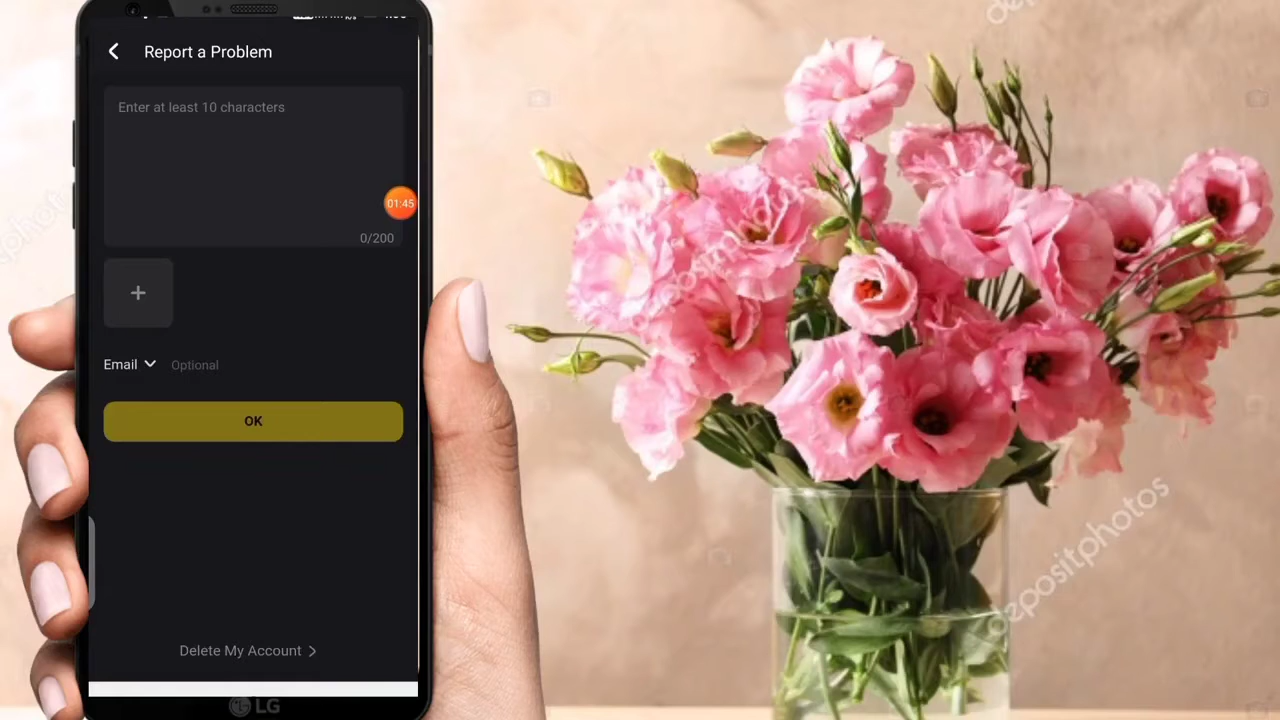 Report a Problem
Enter at least 10 characters
01:45
0/200
+
Email
Optional
OK
Delete My Account
LG
depositphotos